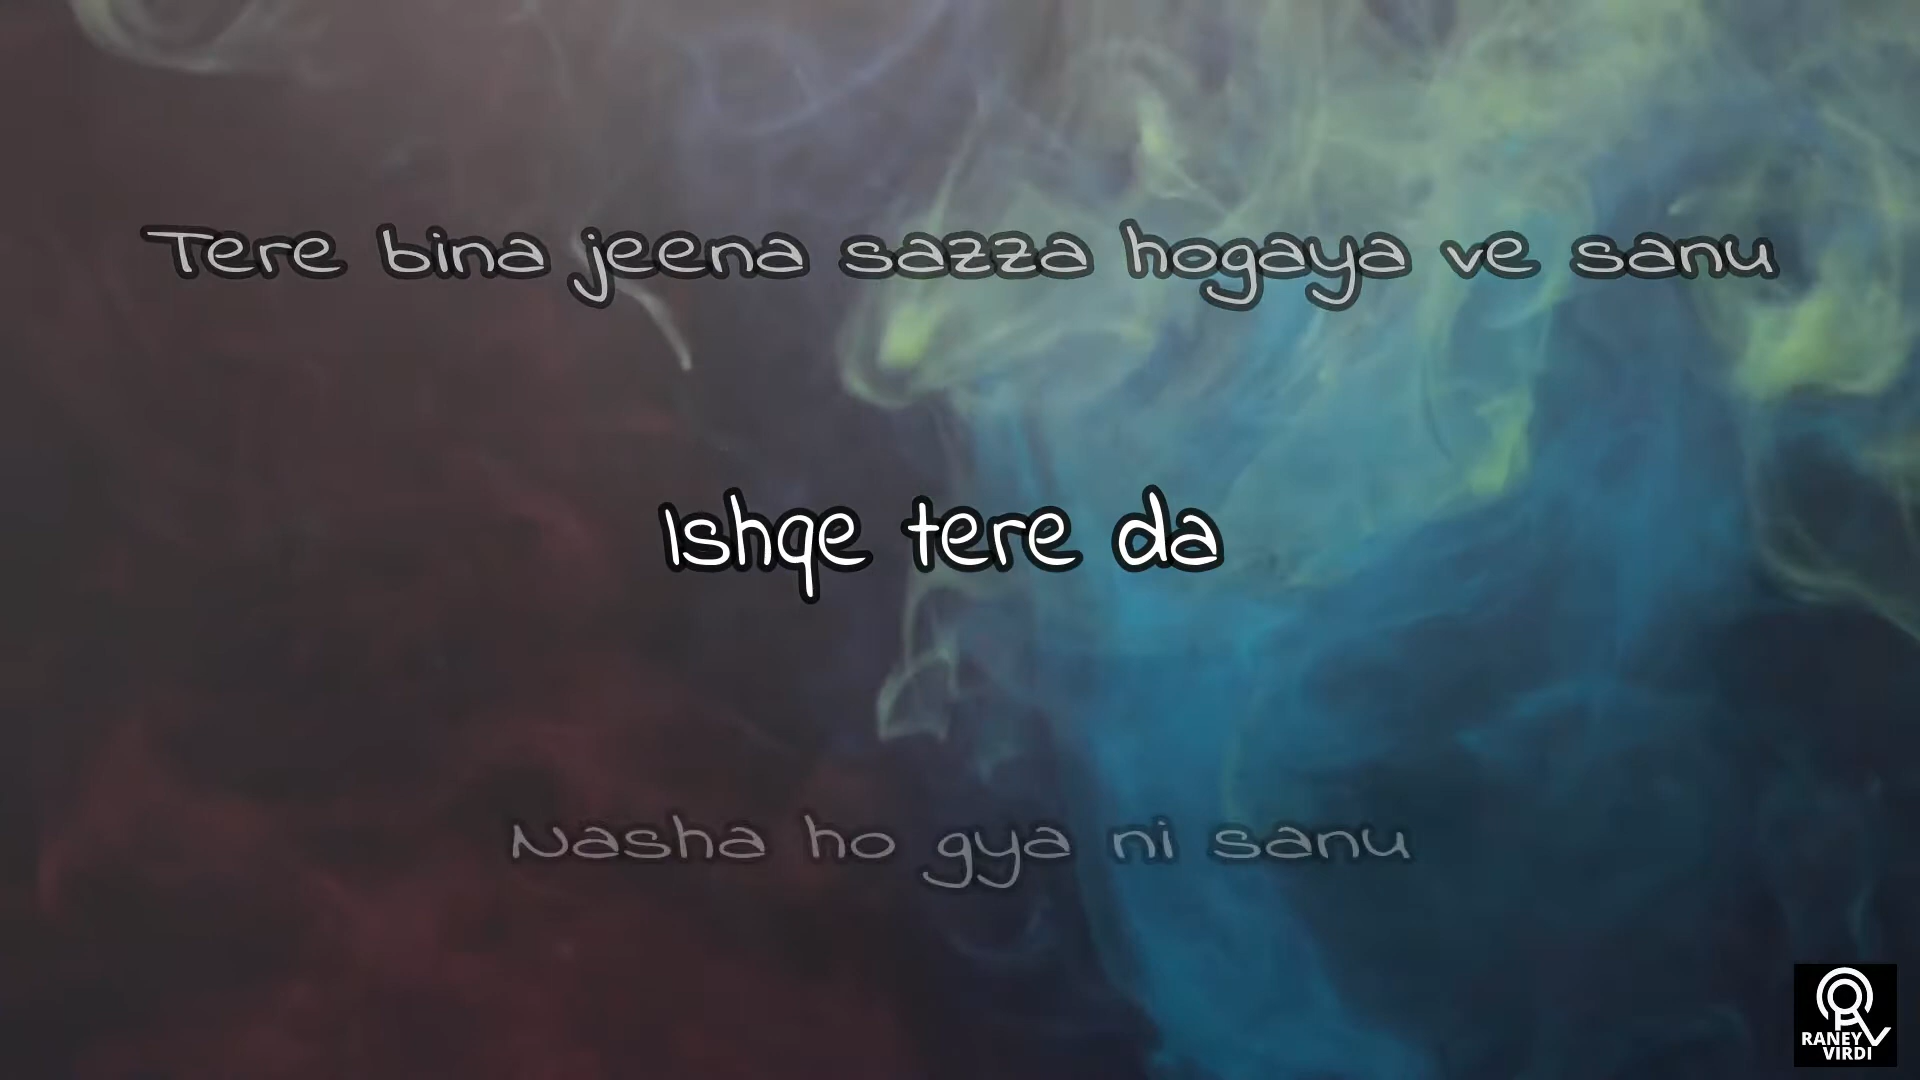 Tere bina jeena sazza hogaya ve sanu
Ishqe tere da
Nasha ho gya ni sanu
RANEY
VIRDI